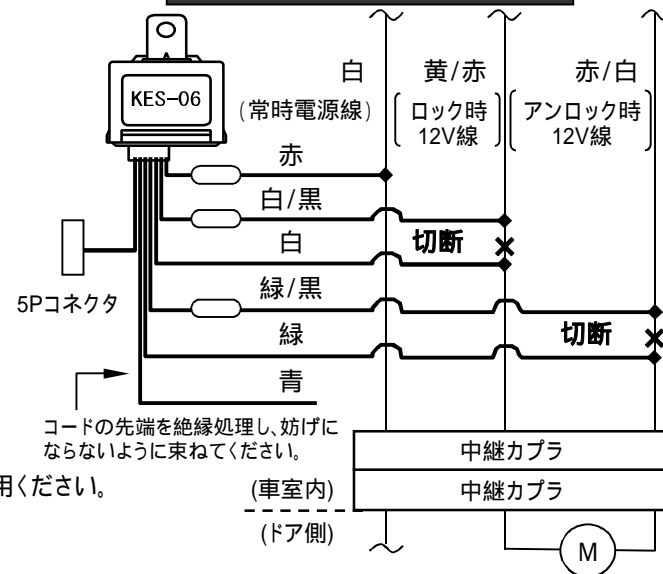 白
黄/赤
赤/白
KES-06
(常時電源線)
ロック時
12V線
アンロック時
12V線
赤
白/黒
切断
白
5Pコネクタ
緑/黒
切断
緑
青
コードの先端を絶縁処理し、妨げに
ならないように束ねてください。
中継カプラ
用ください。
(車室内)
中継カプラ
(ドア側)
M